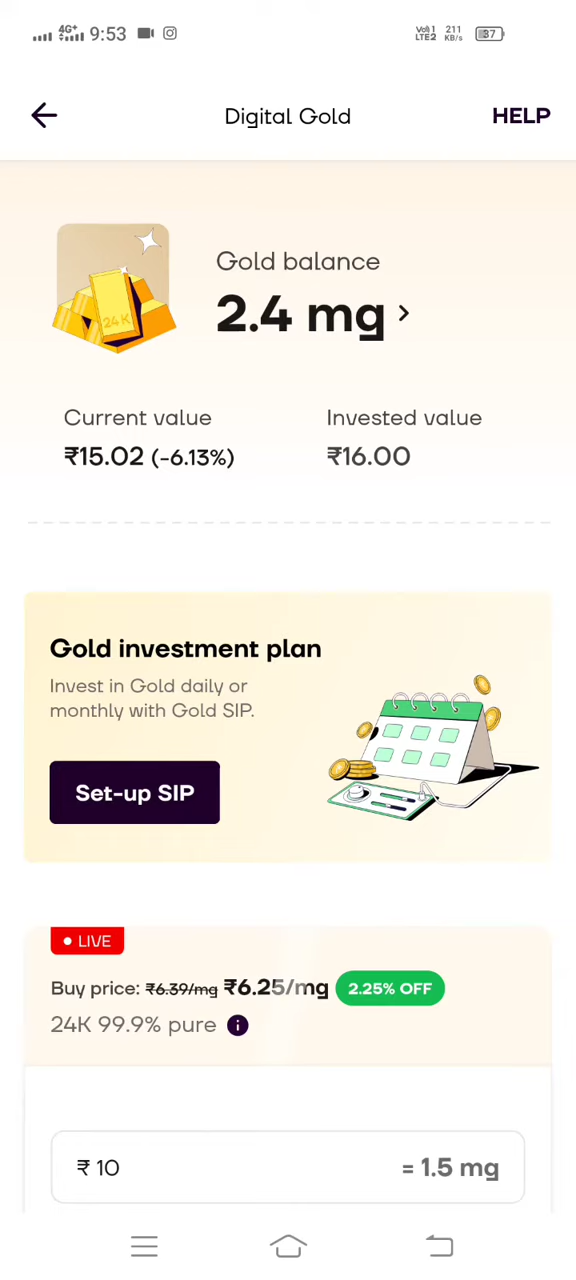 4G+ 9:53 Vo) 1 LTE2 211 KB/s 37
Digital Gold HELP
24K
Gold balance
2.4 mg
Current value Invested value
₹15.02 (-6.13%) ₹16.00
Gold investment plan
Invest in Gold daily or
monthly with Gold SIP.
Set-up SIP
LIVE
Buy price: ₹6.39/mg ₹6.25/mg 2.25% OFF
24K 99.9% pure i
₹ 10 = 1.5 mg